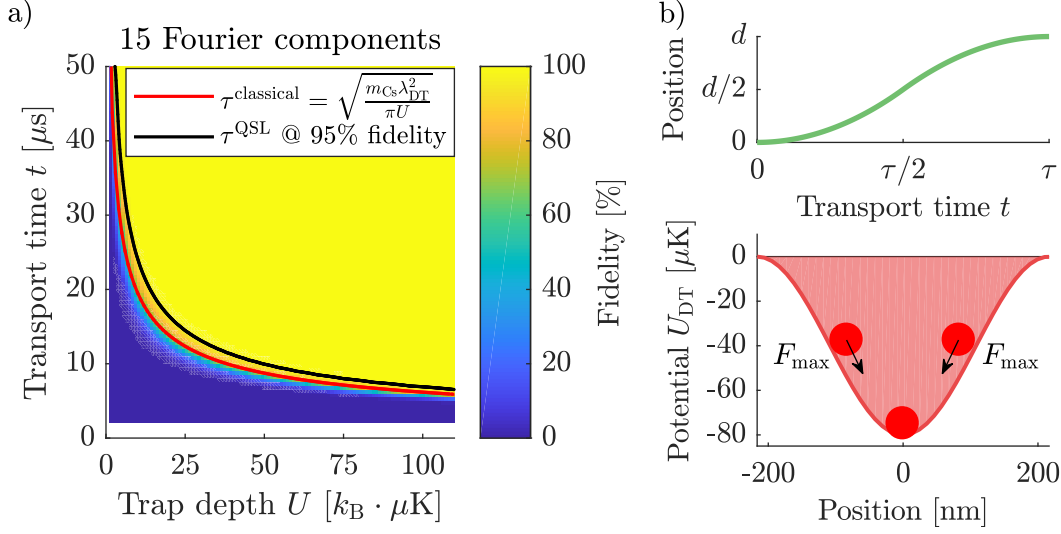 a)
15 Fourier components
Transport time t [μs]
50
40
30
20
10
0
τ^classical = √(m_Cs λ²_DT / πU)
τ^QSL @ 95% fidelity
0 25 50 75 100
Trap depth U [k_B · μK]
100
80
60
40
20
0
Fidelity [%]
b)
Position
d
d/2
0
0 τ/2 τ
Transport time t
Potential U_DT [μK]
0
-20
-40
-60
-80
F_max F_max
-200 0 200
Position [nm]